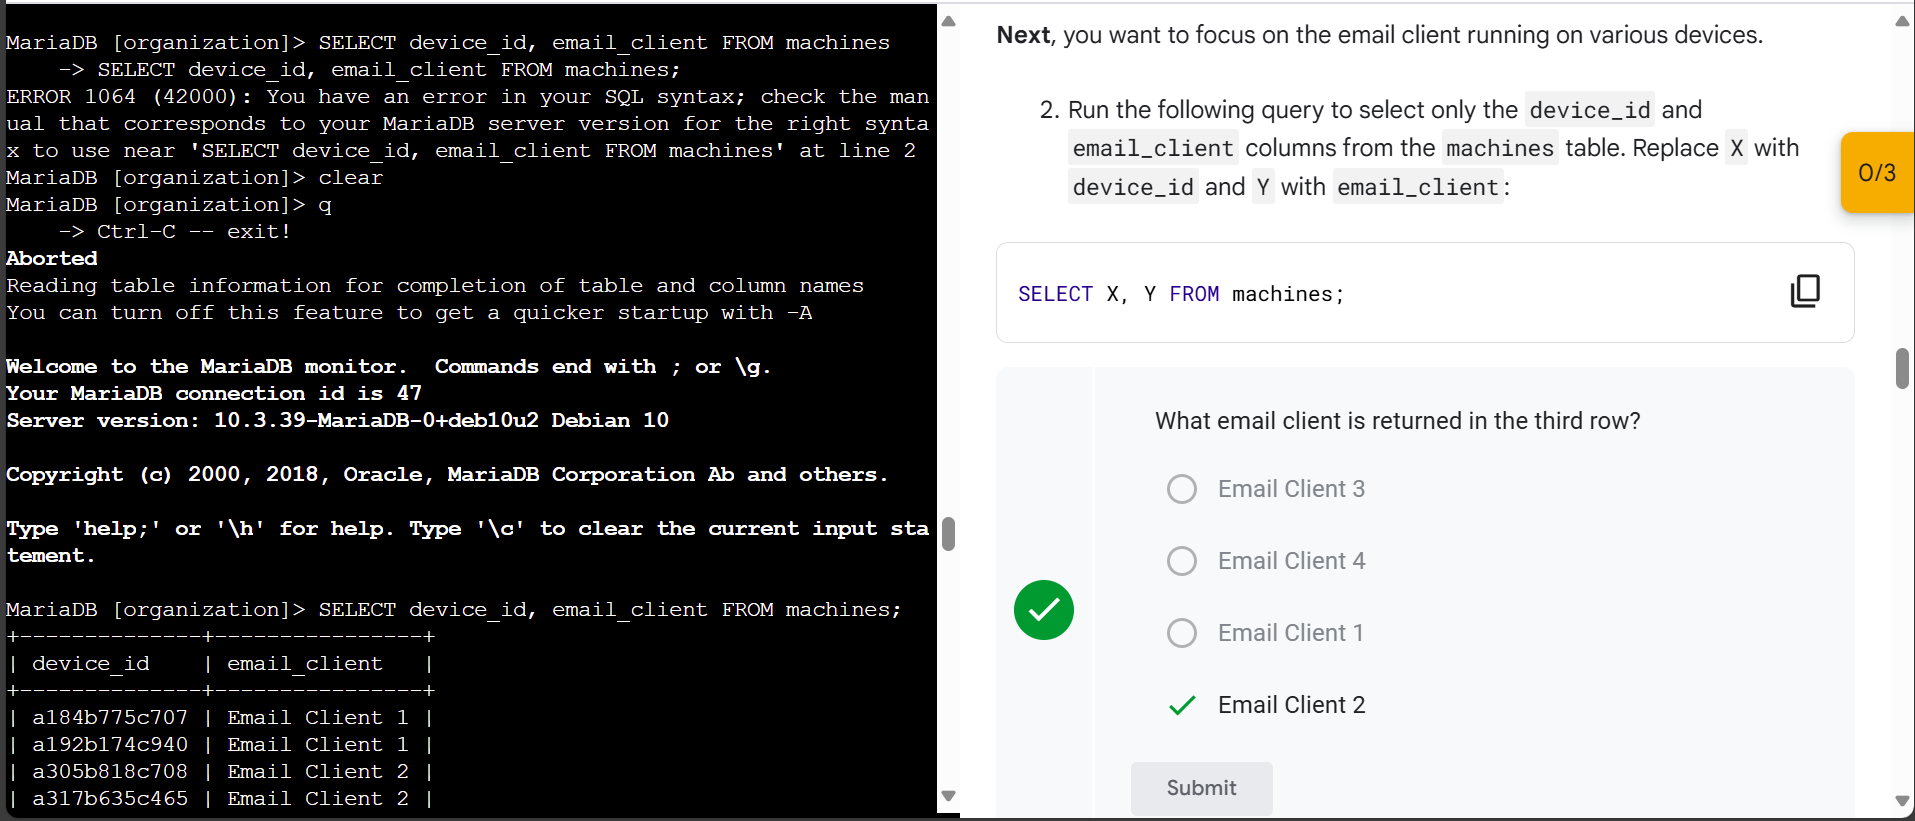 MariaDB [organization]> SELECT device_id, email_client FROM machines
    -> SELECT device_id, email_client FROM machines;
ERROR 1064 (42000): You have an error in your SQL syntax; check the man
ual that corresponds to your MariaDB server version for the right synta
x to use near 'SELECT device_id, email_client FROM machines' at line 2
MariaDB [organization]> clear
MariaDB [organization]> q
    -> Ctrl-C -- exit!
Aborted
Reading table information for completion of table and column names
You can turn off this feature to get a quicker startup with -A

Welcome to the MariaDB monitor.  Commands end with ; or \g.
Your MariaDB connection id is 47
Server version: 10.3.39-MariaDB-0+deb10u2 Debian 10

Copyright (c) 2000, 2018, Oracle, MariaDB Corporation Ab and others.

Type 'help;' or '\h' for help. Type '\c' to clear the current input sta
tement.

MariaDB [organization]> SELECT device_id, email_client FROM machines;
+--------------+----------------+
| device_id    | email_client   |
+--------------+----------------+
| a184b775c707 | Email Client 1 |
| a192b174c940 | Email Client 1 |
| a305b818c708 | Email Client 2 |
| a317b635c465 | Email Client 2 |
Next, you want to focus on the email client running on various devices.
2. Run the following query to select only the device_id and
email_client columns from the machines table. Replace X with
device_id and Y with email_client:
0/3
SELECT X, Y FROM machines;
What email client is returned in the third row?
Email Client 3
Email Client 4
Email Client 1
Email Client 2
Submit